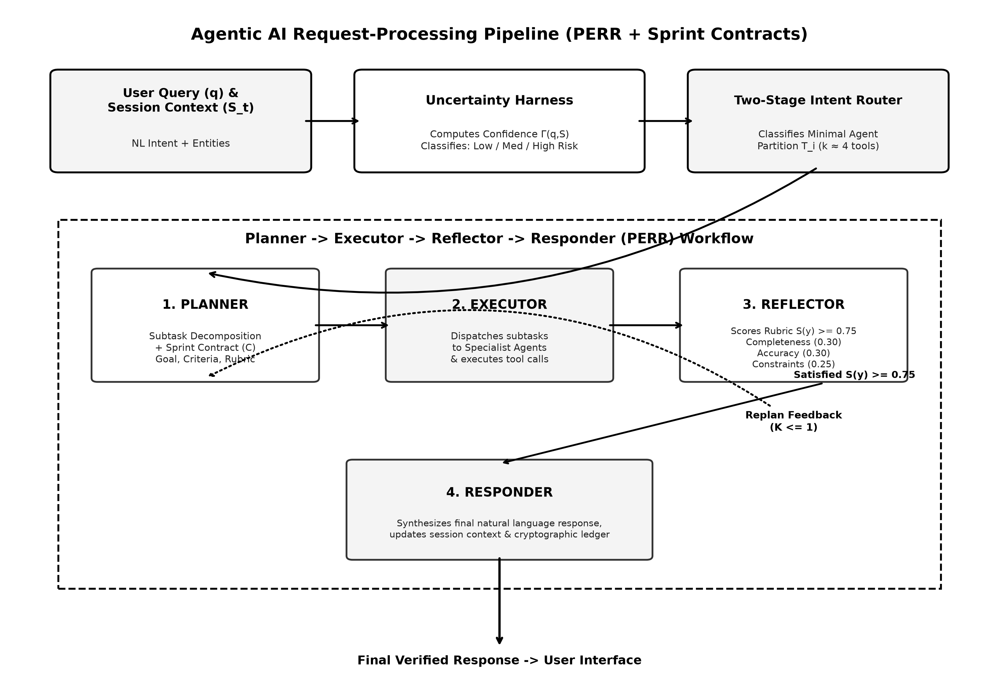 Agentic AI Request-Processing Pipeline (PERR + Sprint Contracts)
User Query (q) &
Session Context (S_t)
NL Intent + Entities
Uncertainty Harness
Computes Confidence Γ(q,S)
Classifies: Low / Med / High Risk
Two-Stage Intent Router
Classifies Minimal Agent
Partition T_i (k ≈ 4 tools)
Planner -> Executor -> Reflector -> Responder (PERR) Workflow
1. PLANNER
Subtask Decomposition
+ Sprint Contract (C)
Goal, Criteria, Rubric
2. EXECUTOR
Dispatches subtasks
to Specialist Agents
& executes tool calls
3. REFLECTOR
Scores Rubric S(y) >= 0.75
Completeness (0.30)
Accuracy (0.30)
Constraints (0.25)
Satisfied S(y) >= 0.75
Replan Feedback
(K <= 1)
4. RESPONDER
Synthesizes final natural language response,
updates session context & cryptographic ledger
Final Verified Response -> User Interface